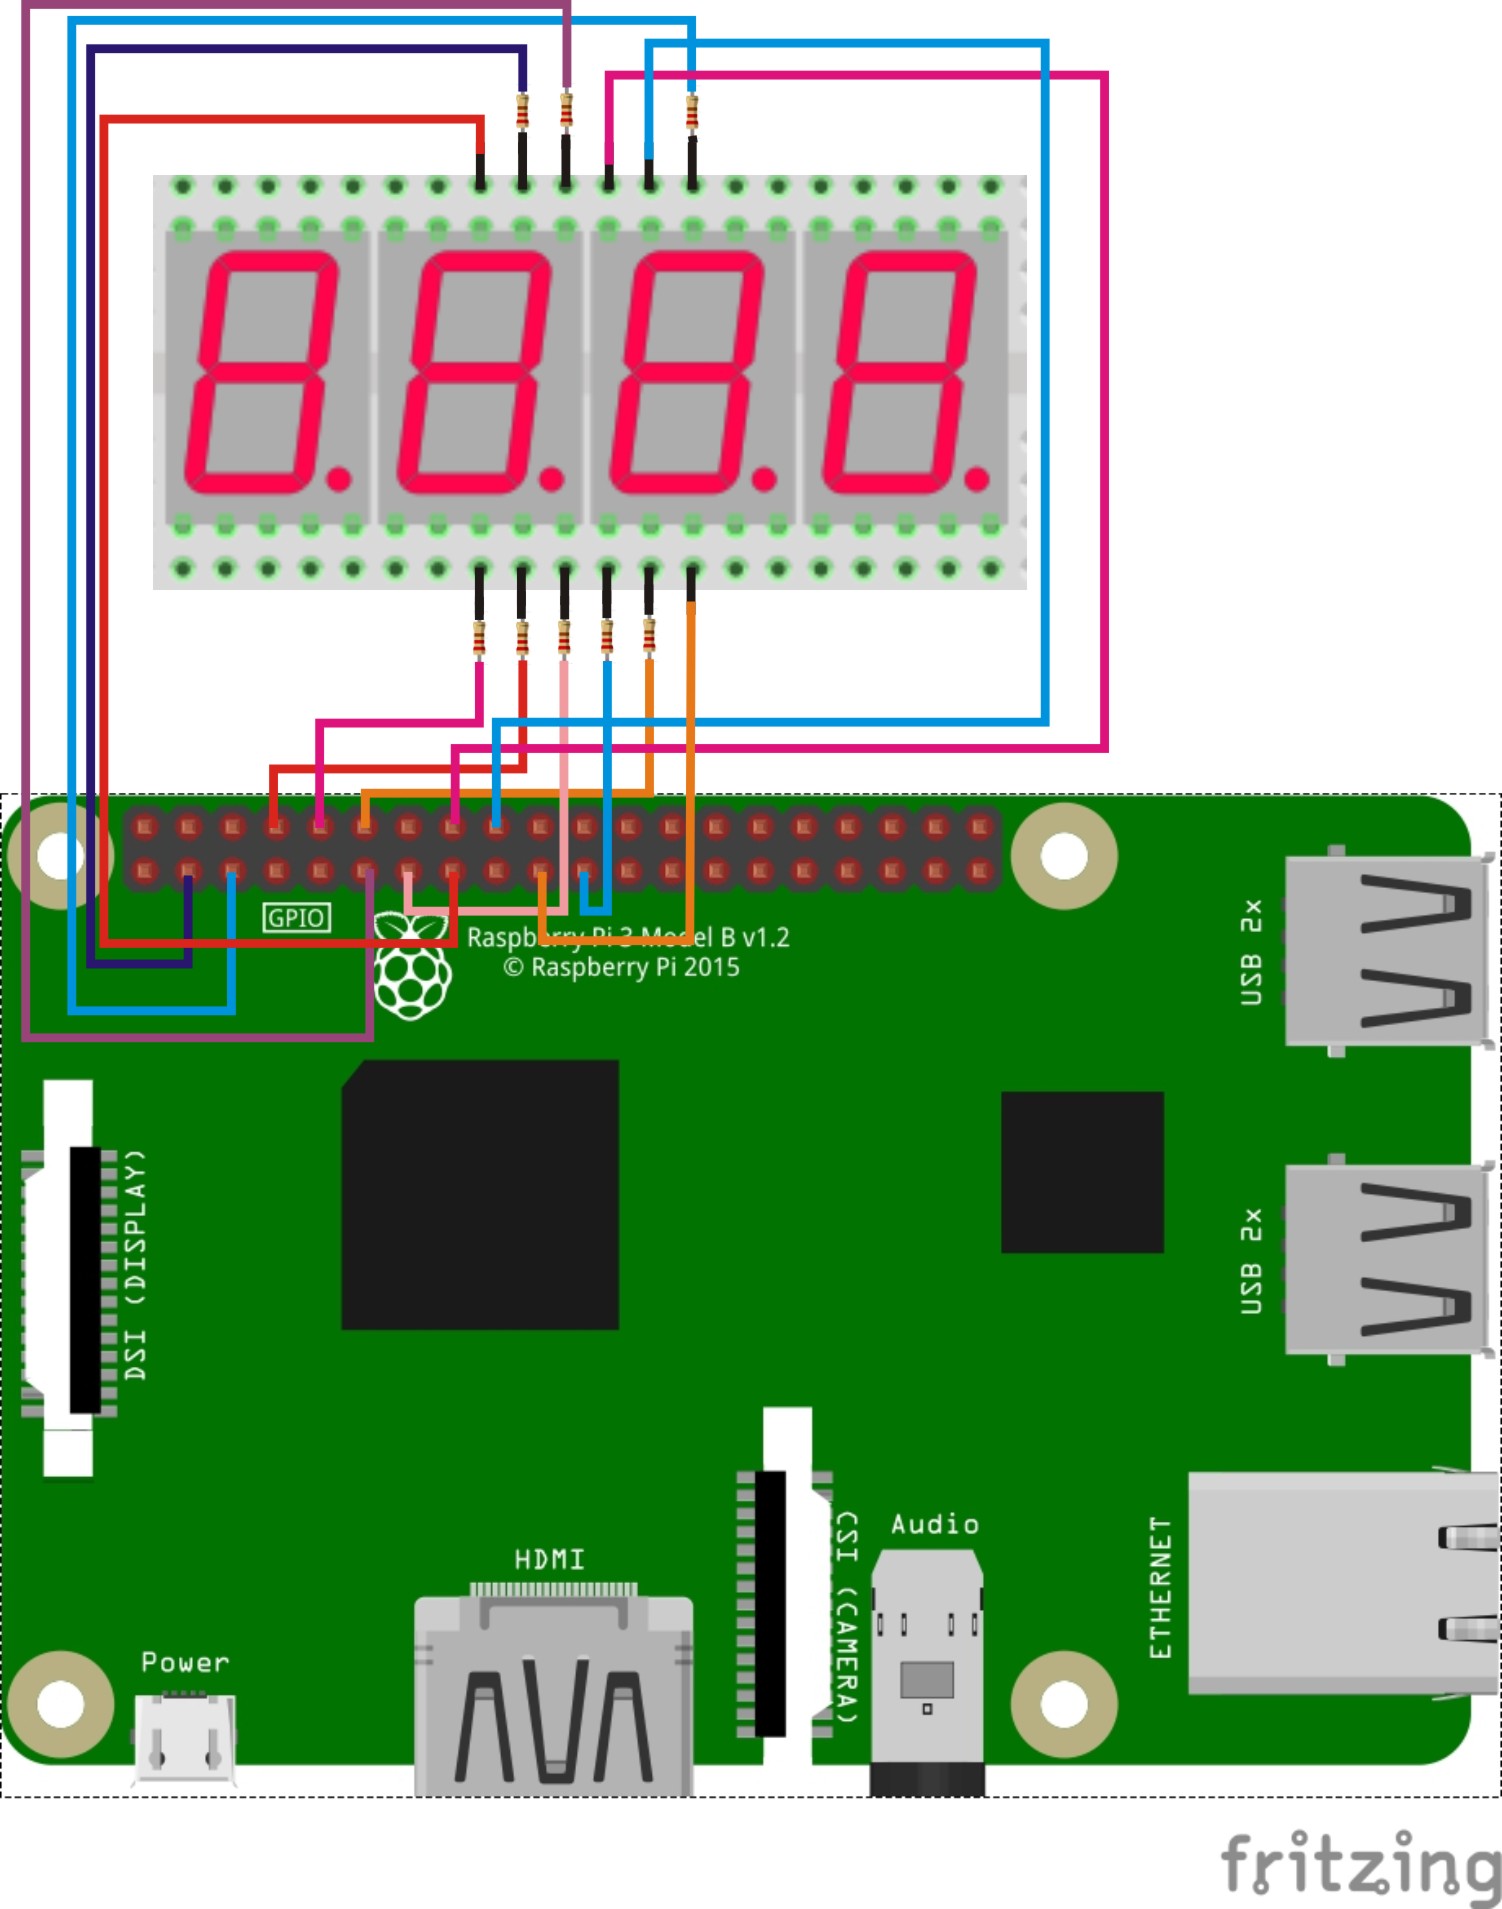 GPIO
Raspberry Pi 3 Model B v1.2
© Raspberry Pi 2015
USB 2x
DSI (DISPLAY)
USB 2x
HDMI
CSI (CAMERA)
Audio
ETHERNET
Power
fritzing